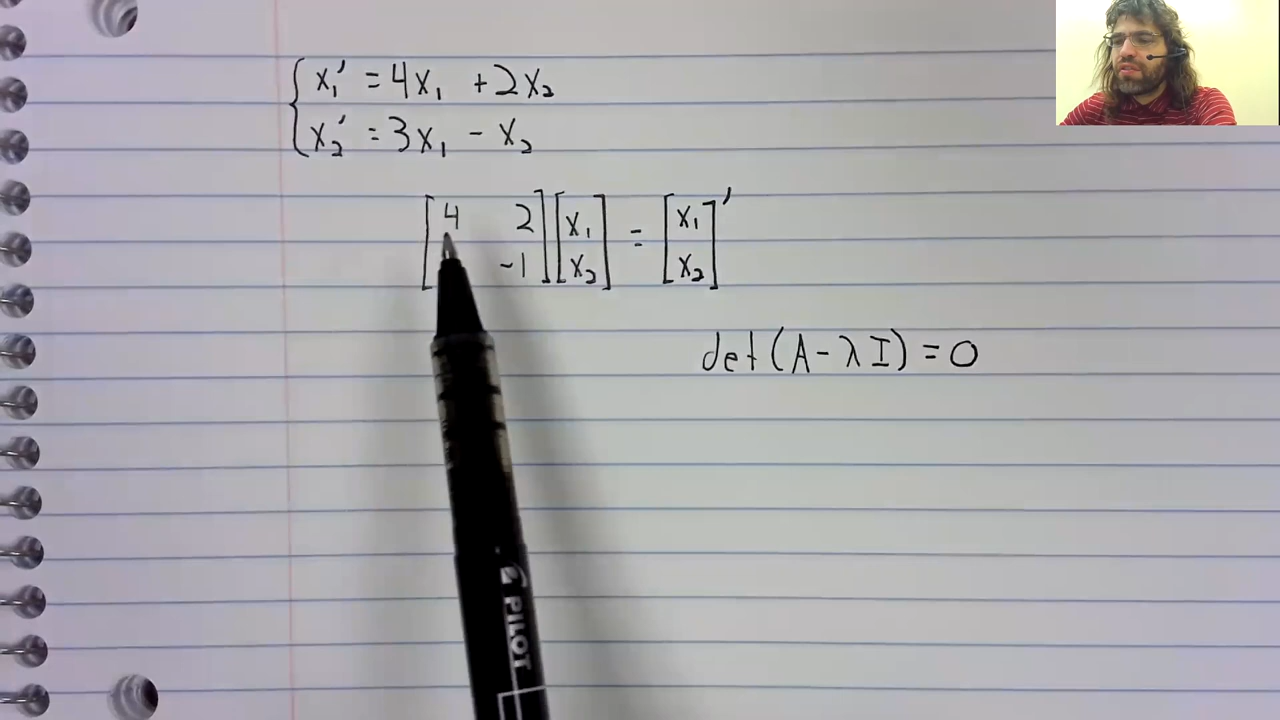 x₁' = 4x₁ + 2x₂
x₂' = 3x₁ - x₂
[4 2] [x₁] = [x₁]'
[-1] [x₂] [x₂]
det(A - λI) = 0
PILOT